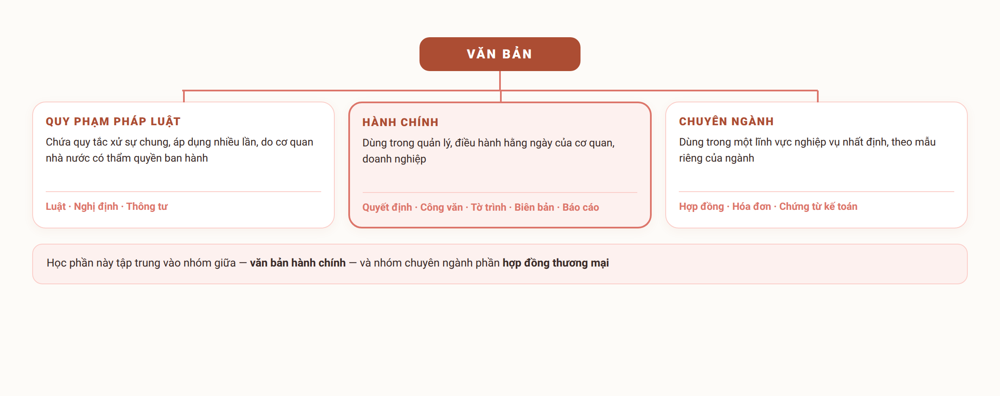 VĂN BẢN
QUY PHẠM PHÁP LUẬT
Chứa quy tắc xử sự chung, áp dụng nhiều lần, do cơ quan
nhà nước có thẩm quyền ban hành
Luật · Nghị định · Thông tư
HÀNH CHÍNH
Dùng trong quản lý, điều hành hằng ngày của cơ quan,
doanh nghiệp
Quyết định · Công văn · Tờ trình · Biên bản · Báo cáo
CHUYÊN NGÀNH
Dùng trong một lĩnh vực nghiệp vụ nhất định, theo mẫu
riêng của ngành
Hợp đồng · Hóa đơn · Chứng từ kế toán
Học phần này tập trung vào nhóm giữa — văn bản hành chính — và nhóm chuyên ngành phần hợp đồng thương mại